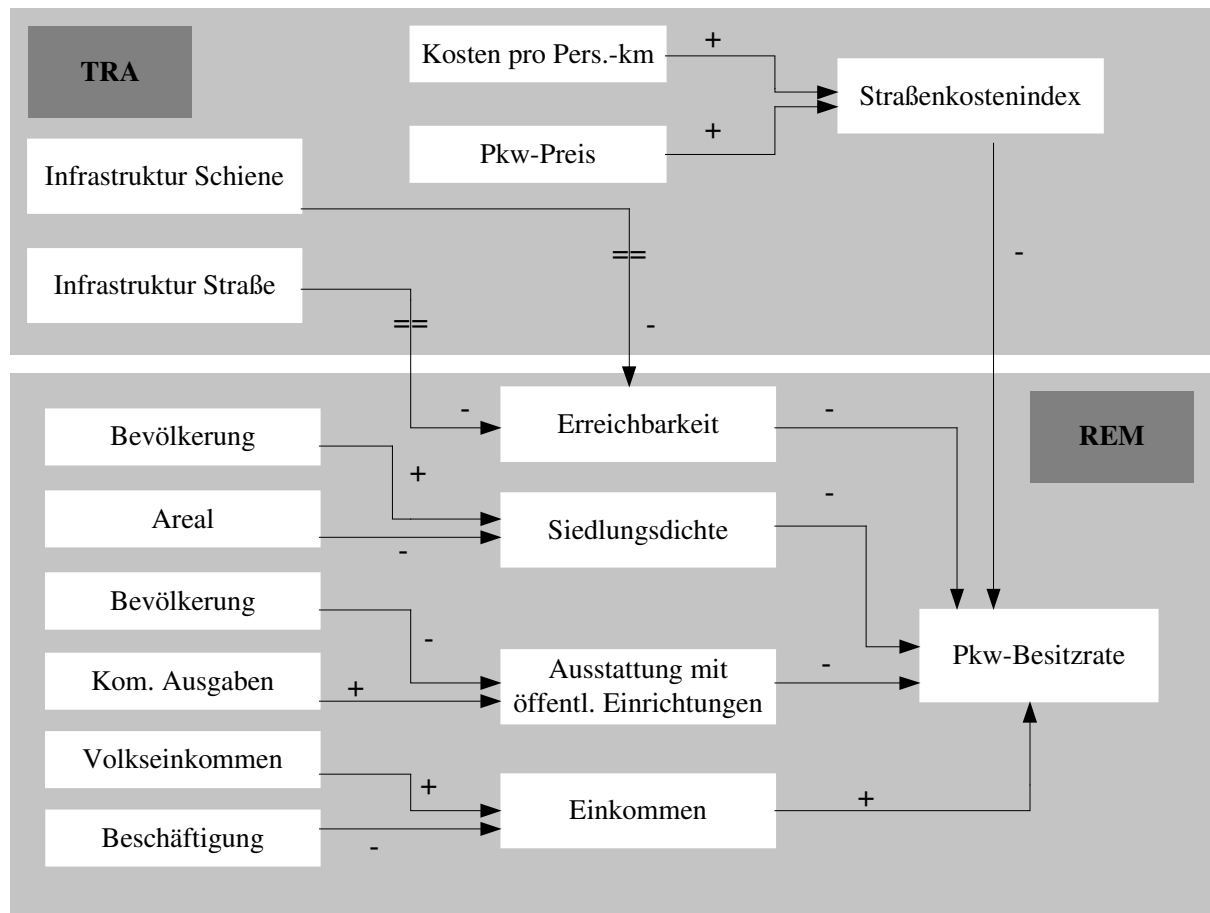 TRA
Kosten pro Pers.-km
+
Straßenkostenindex
Pkw-Preis
+
Infrastruktur Schiene
==
-
Infrastruktur Straße
==
-
-
REM
Bevölkerung
+
Erreichbarkeit
-
Areal
-
Siedlungsdichte
-
Bevölkerung
-
Kom. Ausgaben
+
Ausstattung mit
öffentl. Einrichtungen
-
Pkw-Besitzrate
Volkseinkommen
+
Einkommen
+
Beschäftigung
-